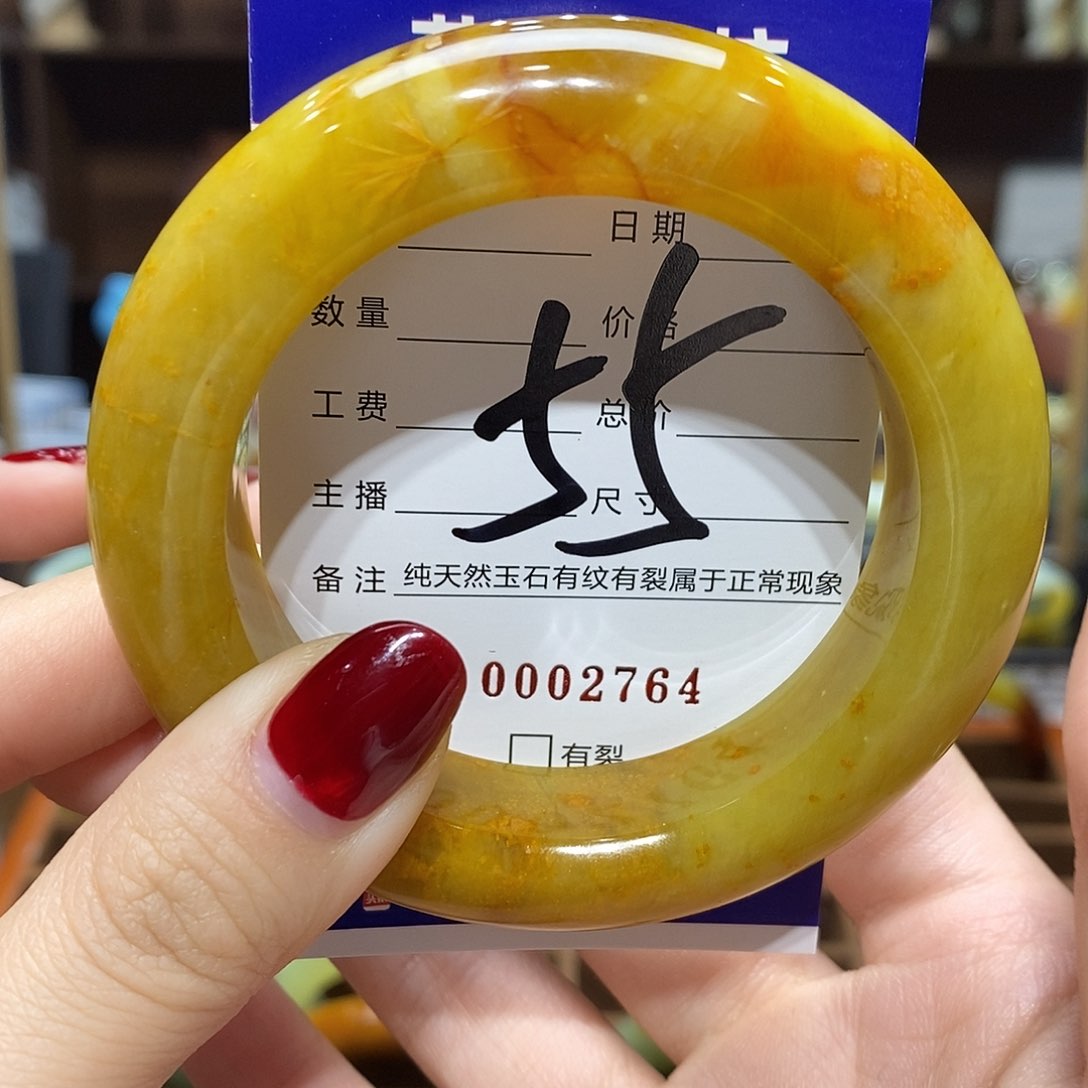 日期
数量 价格
工费 总价
主播 尺寸
备注 纯天然玉石有纹有裂属于正常现象
0002764
有裂